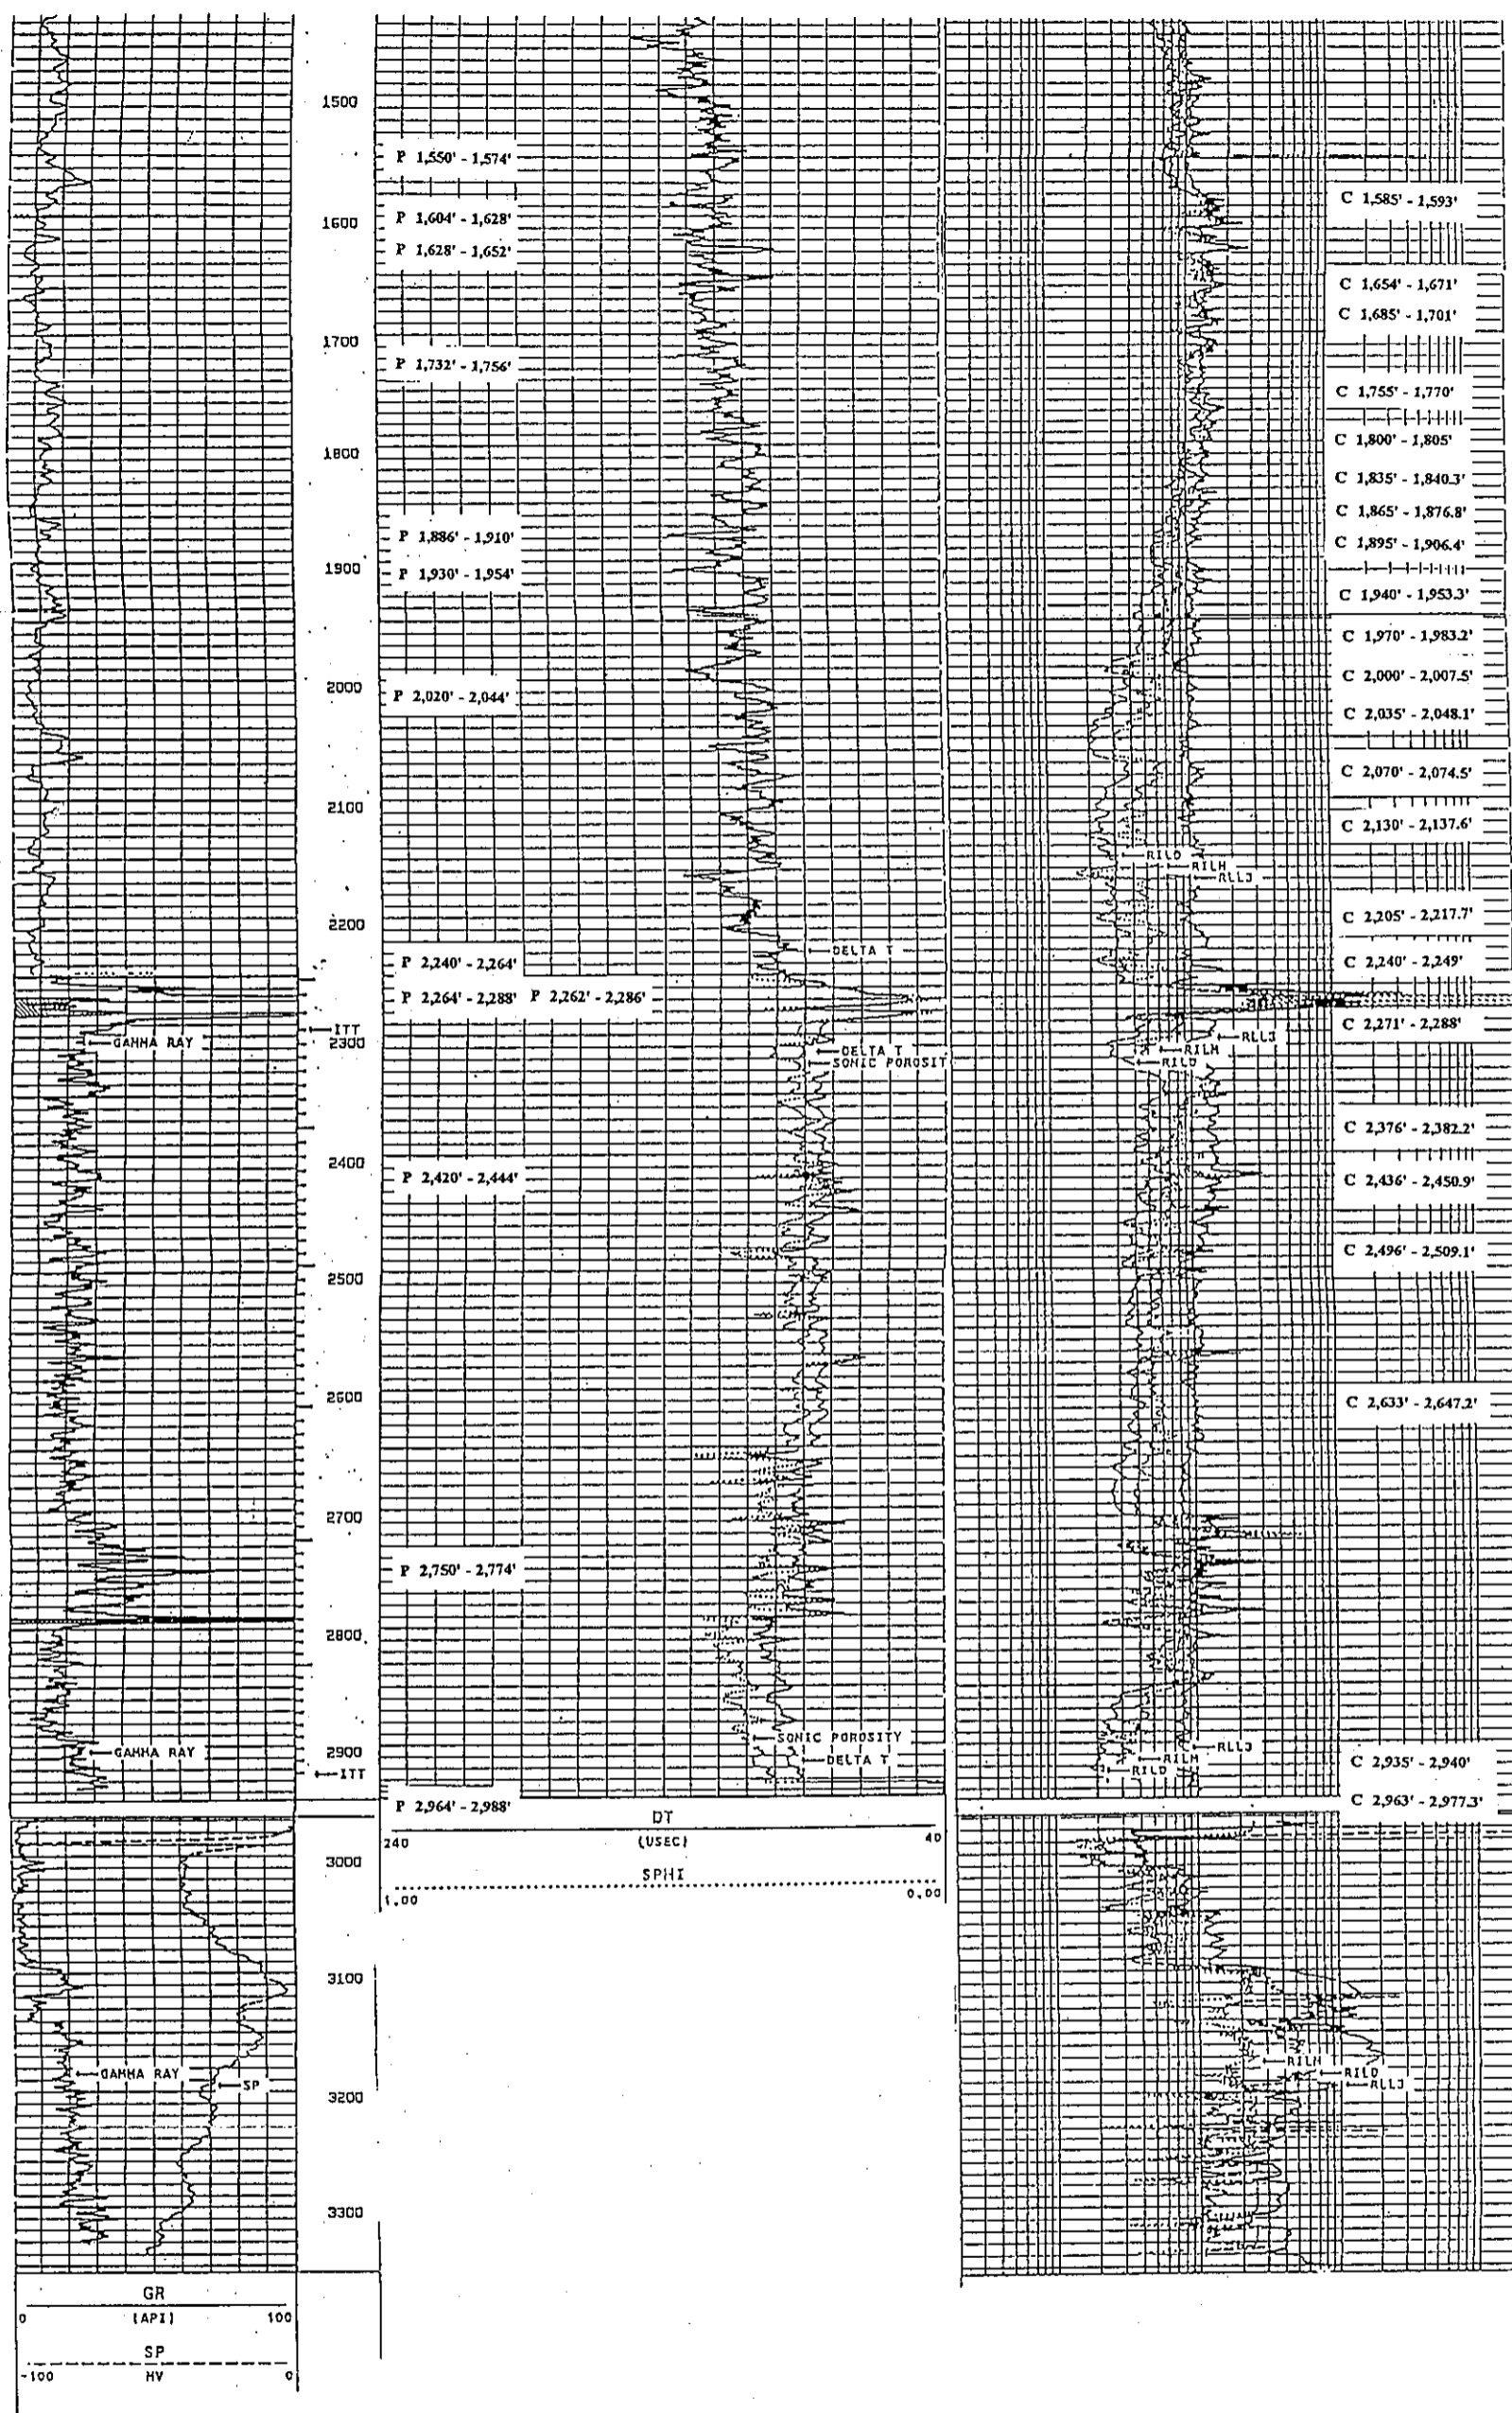 1500
P 1,550' - 1,574'
C 1,585' - 1,593'
P 1,604' - 1,628'
1600
P 1,628' - 1,652'
C 1,654' - 1,671'
C 1,685' - 1,701'
1700
P 1,732' - 1,756'
C 1,755' - 1,770'
C 1,800' - 1,805'
1800
C 1,835' - 1,840.3'
C 1,865' - 1,876.8'
P 1,886' - 1,910'
C 1,895' - 1,906.4'
1900
P 1,930' - 1,954'
C 1,940' - 1,953.3'
C 1,970' - 1,983.2'
C 2,000' - 2,007.5'
2000
P 2,020' - 2,044'
C 2,035' - 2,048.1'
C 2,070' - 2,074.5'
2100
C 2,130' - 2,137.6'
RILD
RILM
RLL3
C 2,205' - 2,217.7'
2200
DELTA T
P 2,240' - 2,264'
C 2,240' - 2,249'
P 2,264' - 2,288' P 2,262' - 2,286'
C 2,271' - 2,288'
ITT
RLL3
GAMMA RAY
2300
DELTA T
RILM
SONIC POROSIT
RILD
C 2,376' - 2,382.2'
2400
P 2,420' - 2,444'
C 2,436' - 2,450.9'
C 2,496' - 2,509.1'
2500
2600
C 2,633' - 2,647.2'
2700
P 2,750' - 2,774'
2800
SONIC POROSITY
RLL3
GAMMA RAY
2900
DELTA T
RILM
RILD
C 2,935' - 2,940'
ITT
C 2,963' - 2,977.3'
P 2,964' - 2,988'
DT
240 (USEC) 40
3000
SPHI
1.00 0.00
3100
RILM
GAMMA RAY
RILD
SP
RLL3
3200
3300
GR
0 (API) 100
SP
-100 MV 0